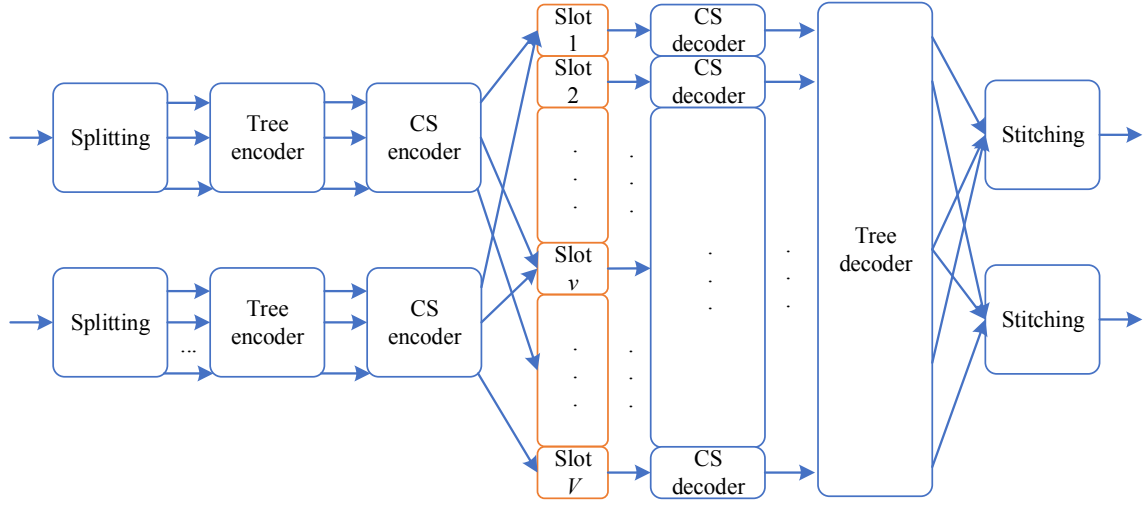 Splitting
Tree
encoder
CS
encoder
Splitting
...
Tree
encoder
CS
encoder
Slot
1
Slot
2
.
.
.
Slot
v
.
.
.
Slot
V
.
.
.
.
.
.
CS
decoder
CS
decoder
.
.
.
CS
decoder
.
.
.
Tree
decoder
Stitching
Stitching